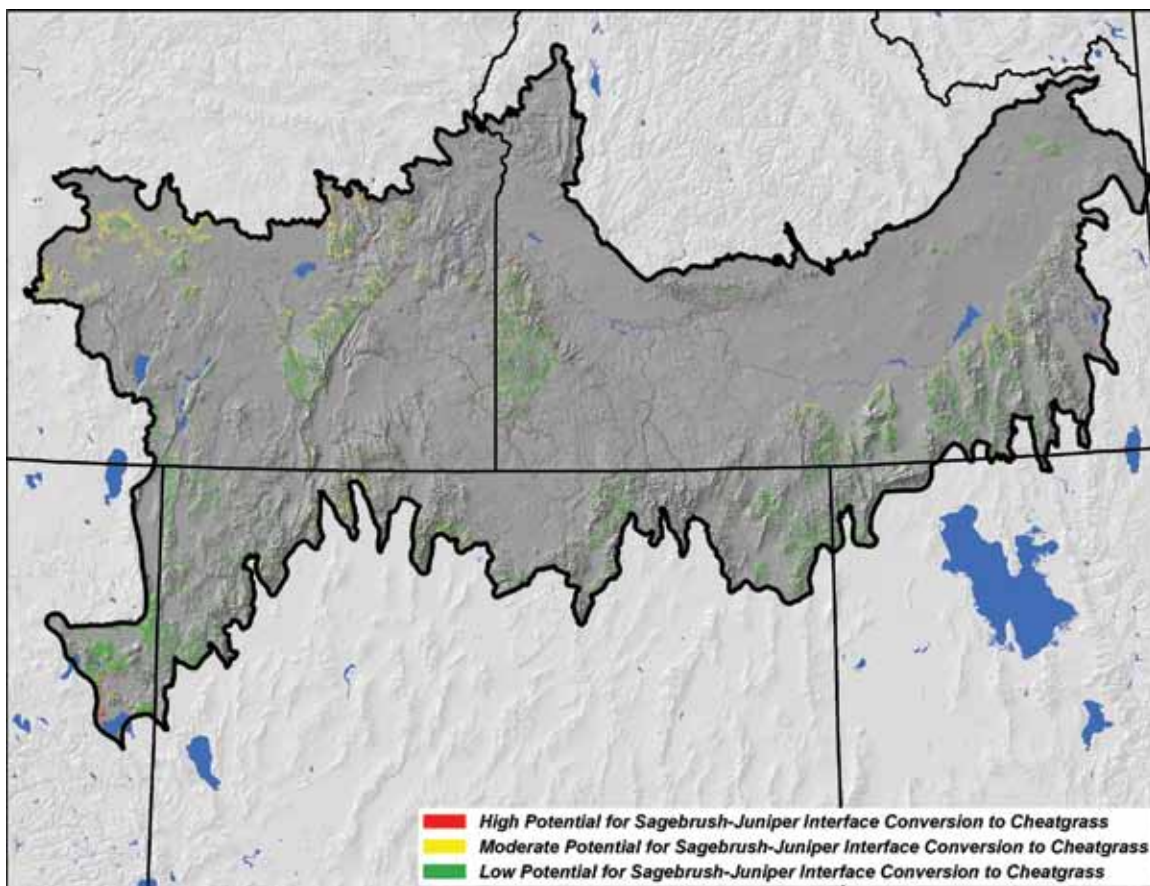 High Potential for Sagebrush-Juniper Interface Conversion to Cheatgrass
Moderate Potential for Sagebrush-Juniper Interface Conversion to Cheatgrass
Low Potential for Sagebrush-Juniper Interface Conversion to Cheatgrass